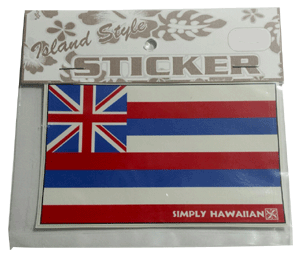 Island Style
STICKER
SIMPLY HAWAIIAN